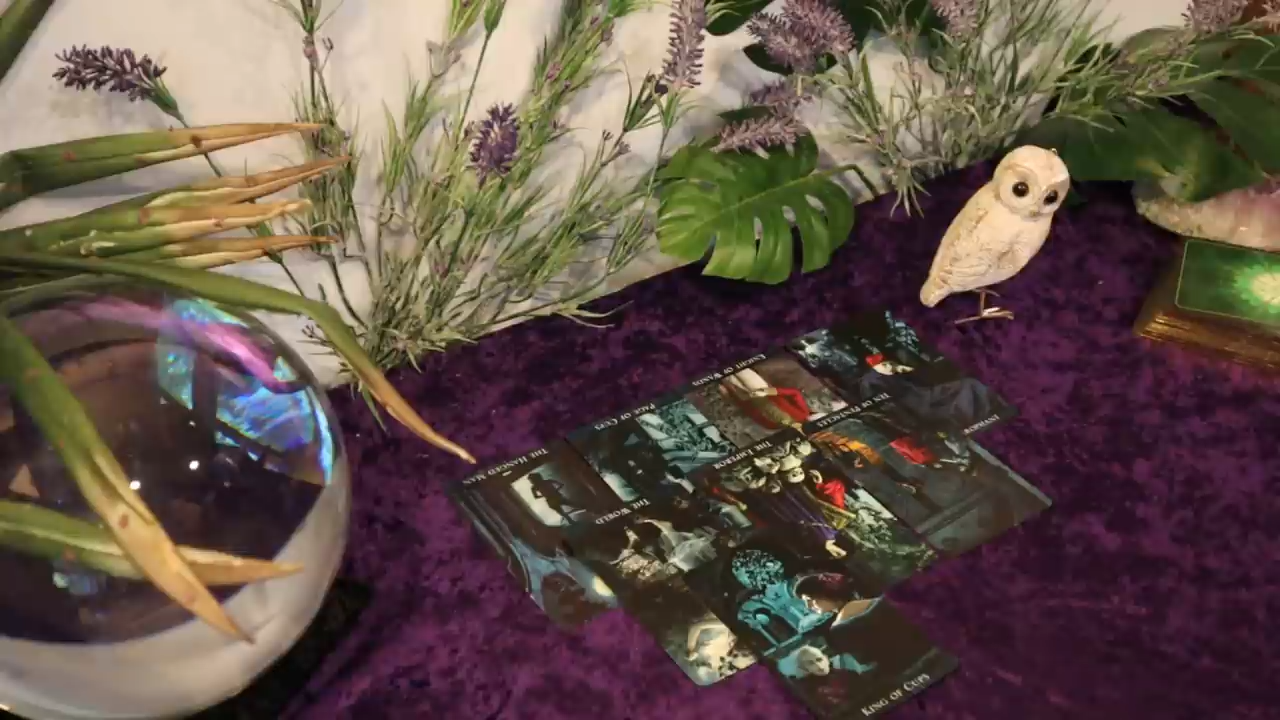 KNIGHT OF WANDS
PAGE OF CUPS
TEN OF PENTACLES
THE EMPEROR
THE HANGED MAN
THE WORLD
KING OF CUPS